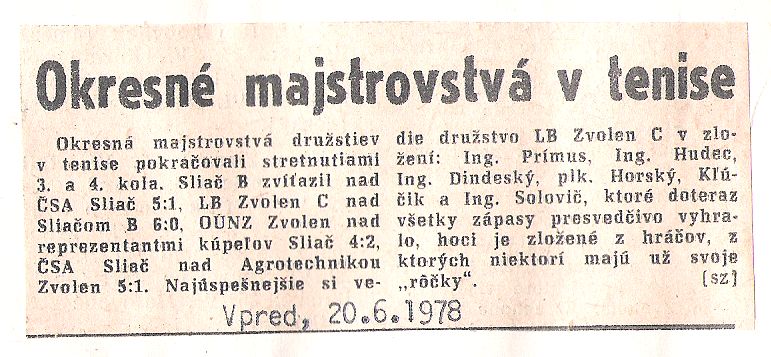 Okresné majstrovstvá v tenise
Okresná majstrovstvá družstiev
v tenise pokračovali stretnutiami
3. a 4. kola. Sliač B zvíťazil nad
ČSA Sliač 5:1, LB Zvolen C nad
Sliačom B 6:0, OÚNZ Zvolen nad
reprezentantmi kúpeľov Sliač 4:2,
ČSA Sliač nad Agrotechnikou
Zvolen 5:1. Najúspešnejšie si ve-
die družstvo LB Zvolen C v zlo-
žení: Ing. Prímus, Ing. Hudec,
Ing. Dindeský, plk. Horský, Kľú-
čik a Ing. Solovič, ktoré doteraz
všetky zápasy presvedčivo vyhra-
lo, hoci je zložené z hráčov, z
ktorých niektorí majú už svoje
„rôčky“. (sz)
Vpred, 20.6.1978